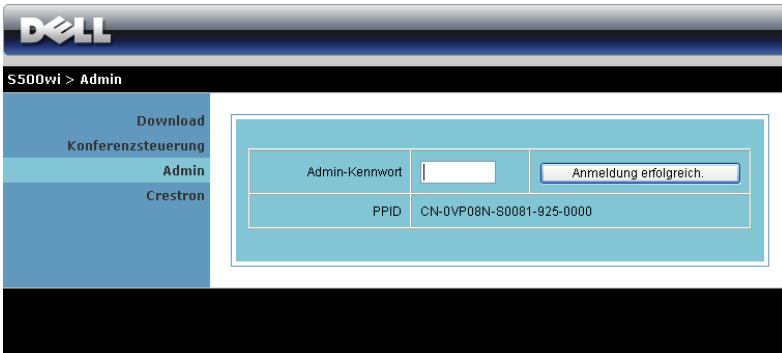 DELL
S500wi > Admin
Download
Konferenzsteuerung
Admin
Crestron
Admin-Kennwort
Anmeldung erfolgreich.
PPID
CN-0VP08N-S0081-925-0000